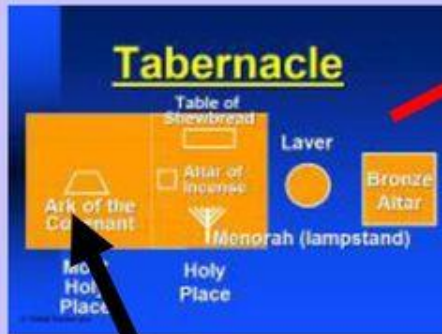 Tabernacle
Table of
Shewbread
Laver
Altar of
Incense
Bronze
Altar
Ark of the
Covenant
Menorah (lampstand)
Most
Holy
Place
Holy
Place